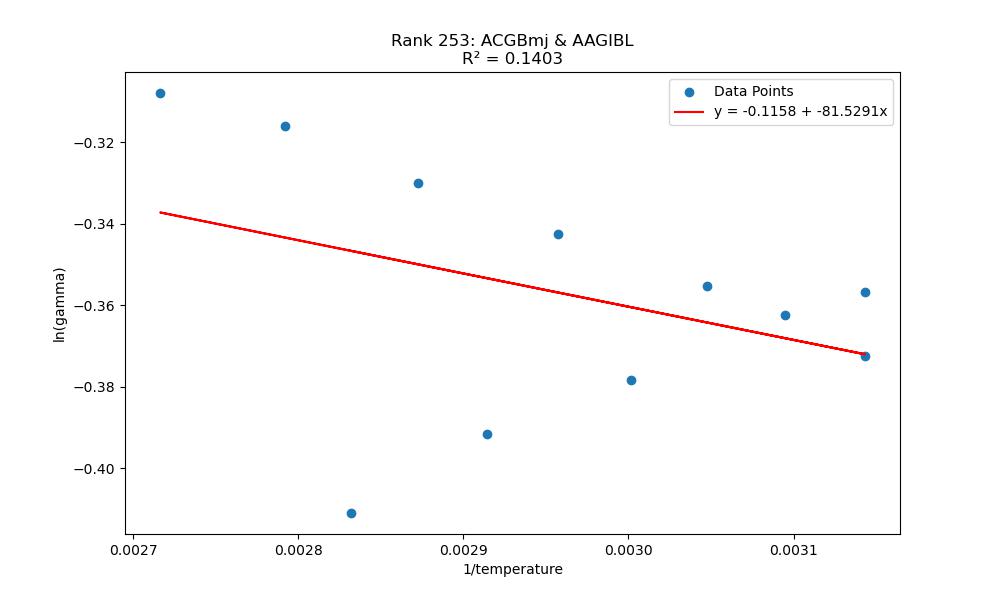 Rank 253: ACGBmj & AAGIBL
R² = 0.1403
Data Points
y = -0.1158 + -81.5291x
ln(gamma)
−0.32
−0.34
−0.36
−0.38
−0.40
0.0027 0.0028 0.0029 0.0030 0.0031
1/temperature